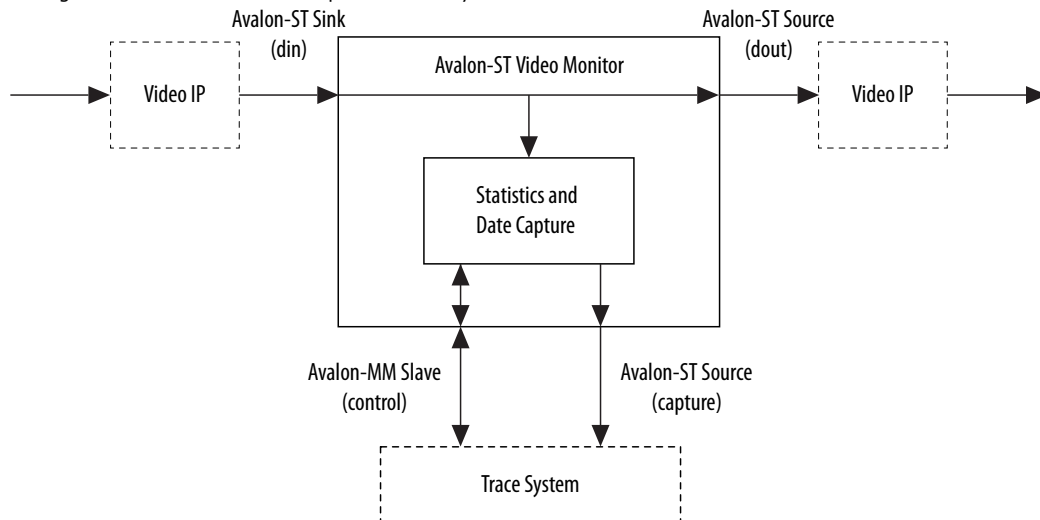 Avalon-ST Sink
(din)
Avalon-ST Source
(dout)
Video IP
Avalon-ST Video Monitor
Video IP
Statistics and
Date Capture
Avalon-MM Slave
(control)
Avalon-ST Source
(capture)
Trace System